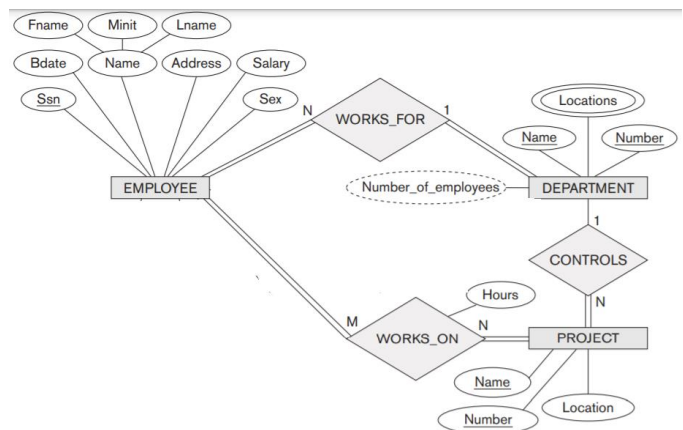 Fname Minit Lname
Bdate Name Address Salary
Ssn Sex
Locations
N WORKS_FOR 1
Name Number
EMPLOYEE Number_of_employees DEPARTMENT
1
CONTROLS
Hours N
M WORKS_ON N PROJECT
Name
Number Location